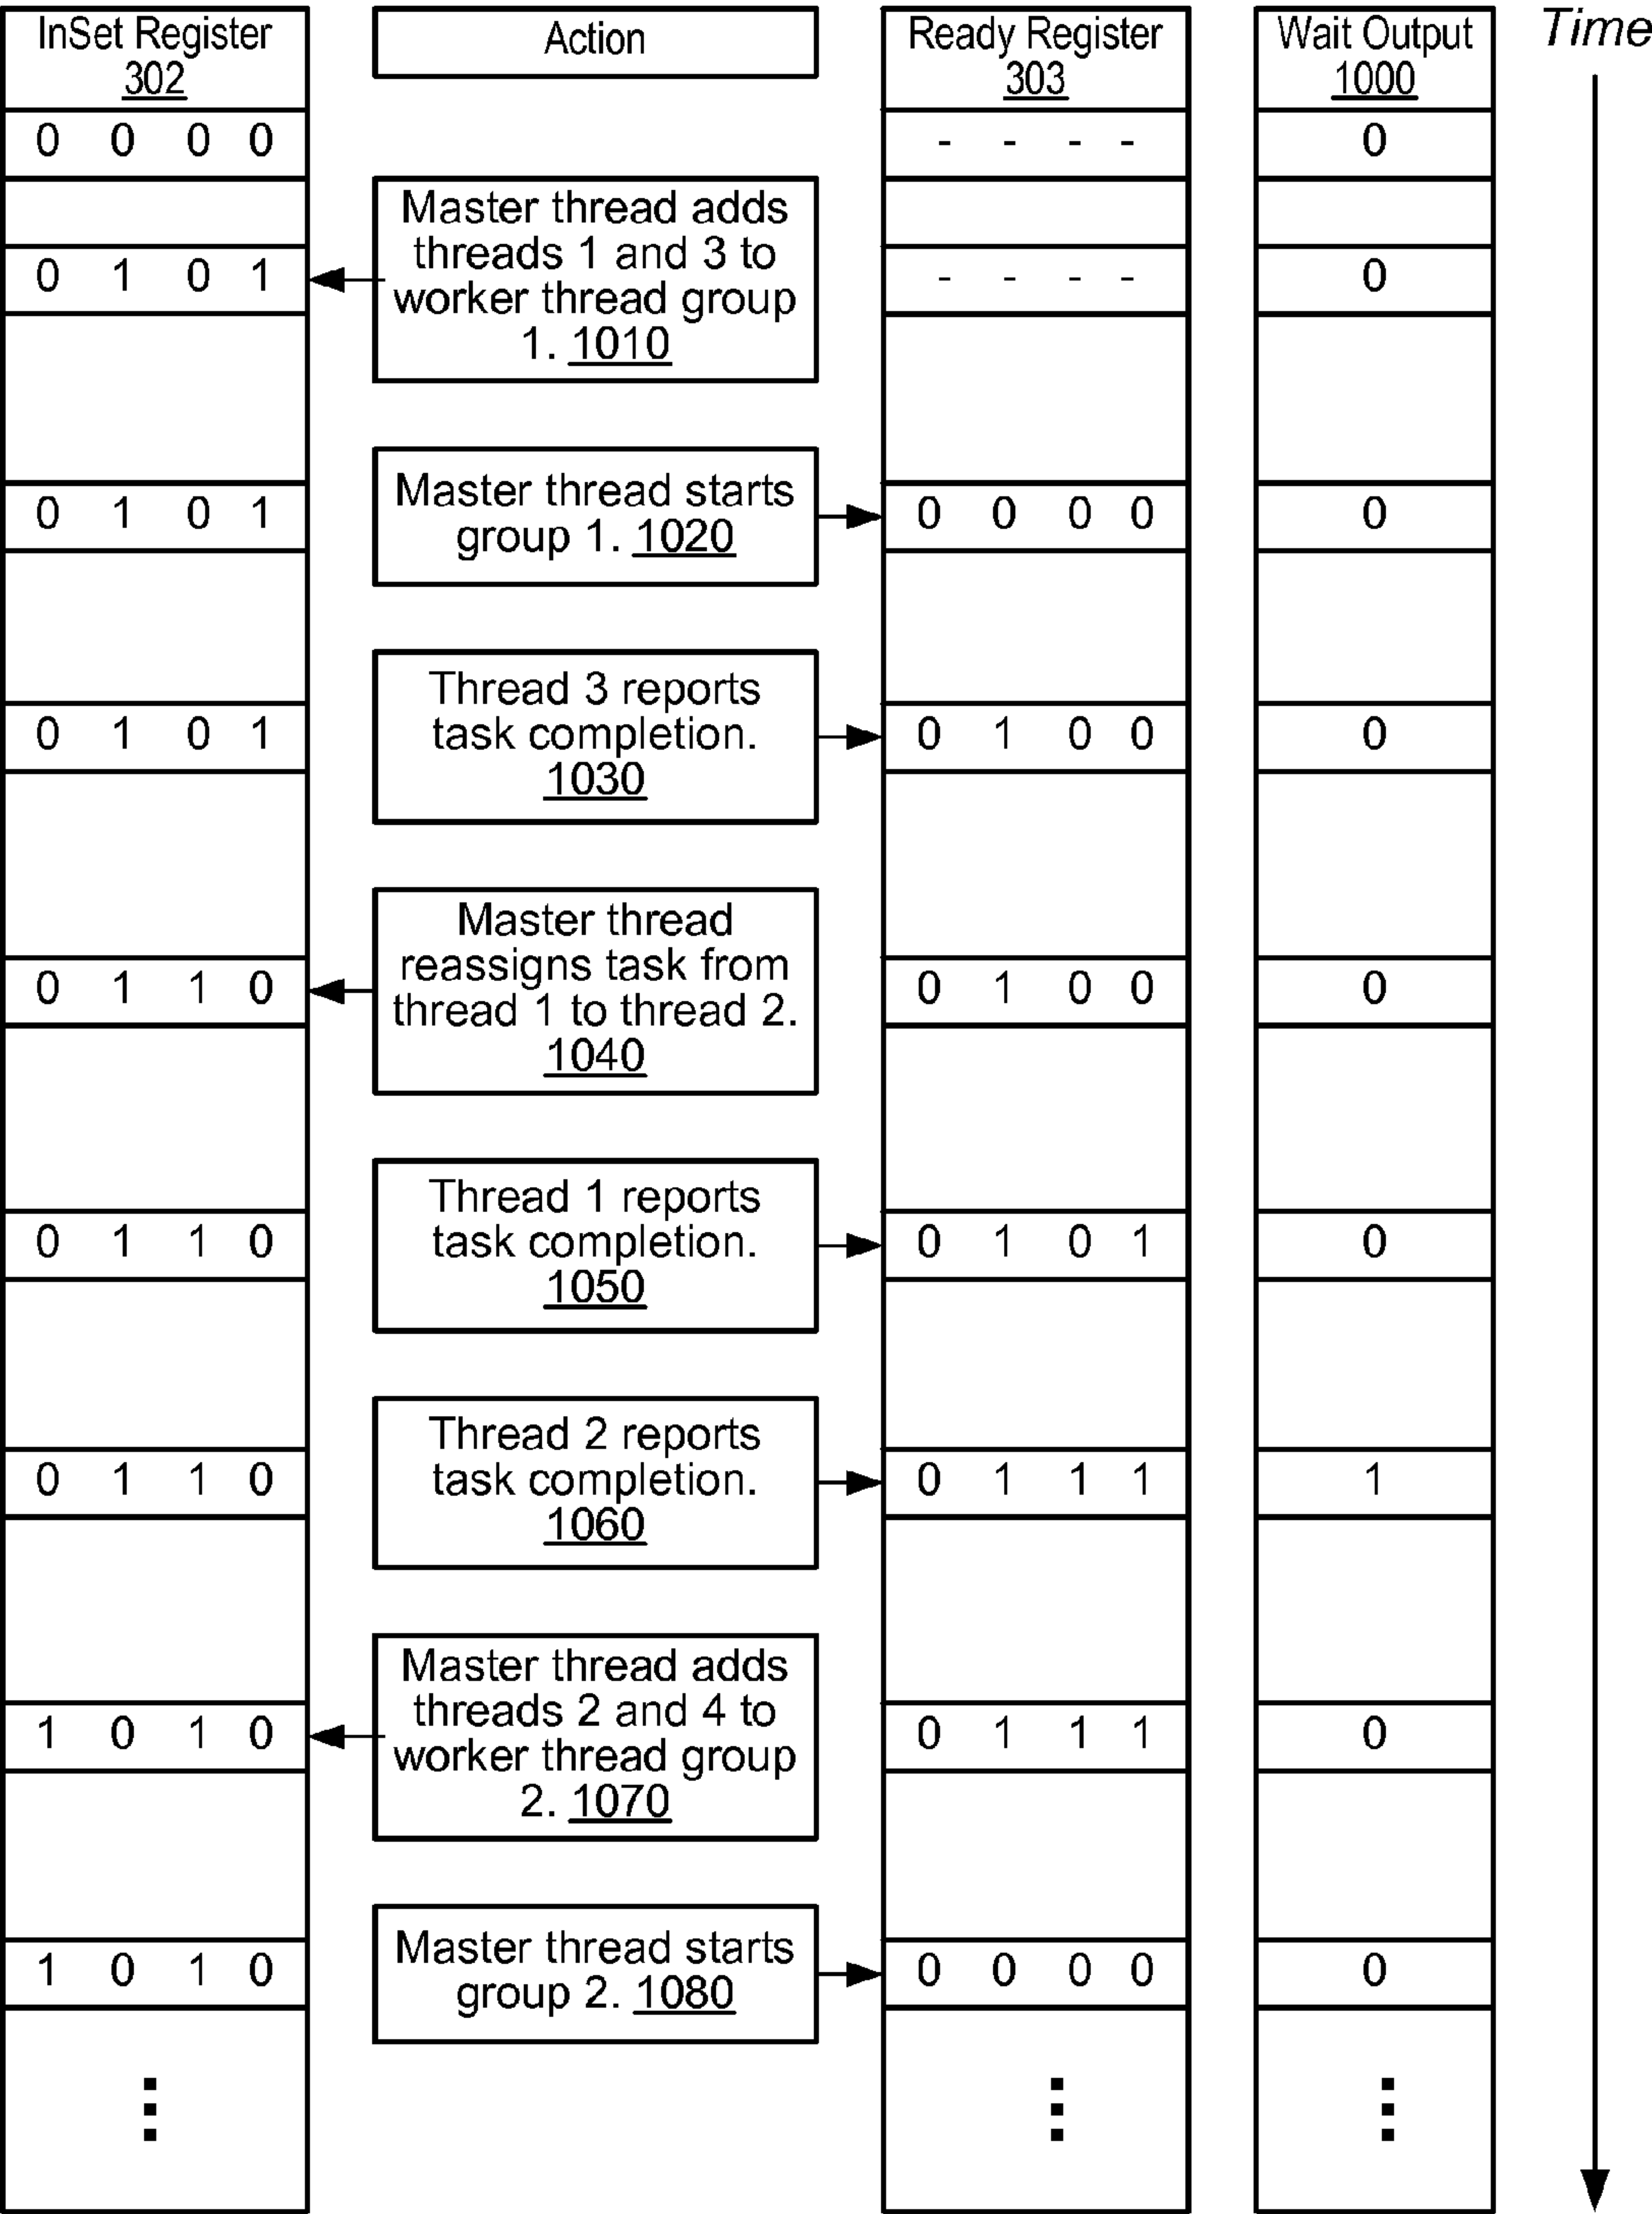 InSet Register
302
Action
Ready Register
303
Wait Output
1000
Time
0 0 0 0
- - - -
0
Master thread adds
threads 1 and 3 to
worker thread group
1. 1010
0 1 0 1
- - - -
0
Master thread starts
group 1. 1020
0 1 0 1
0 0 0 0
0
Thread 3 reports
task completion.
1030
0 1 0 1
0 1 0 0
0
Master thread
reassigns task from
thread 1 to thread 2.
1040
0 1 1 0
0 1 0 0
0
Thread 1 reports
task completion.
1050
0 1 1 0
0 1 0 1
0
Thread 2 reports
task completion.
1060
0 1 1 0
0 1 1 1
1
Master thread adds
threads 2 and 4 to
worker thread group
2. 1070
1 0 1 0
0 1 1 1
0
Master thread starts
group 2. 1080
1 0 1 0
0 0 0 0
0